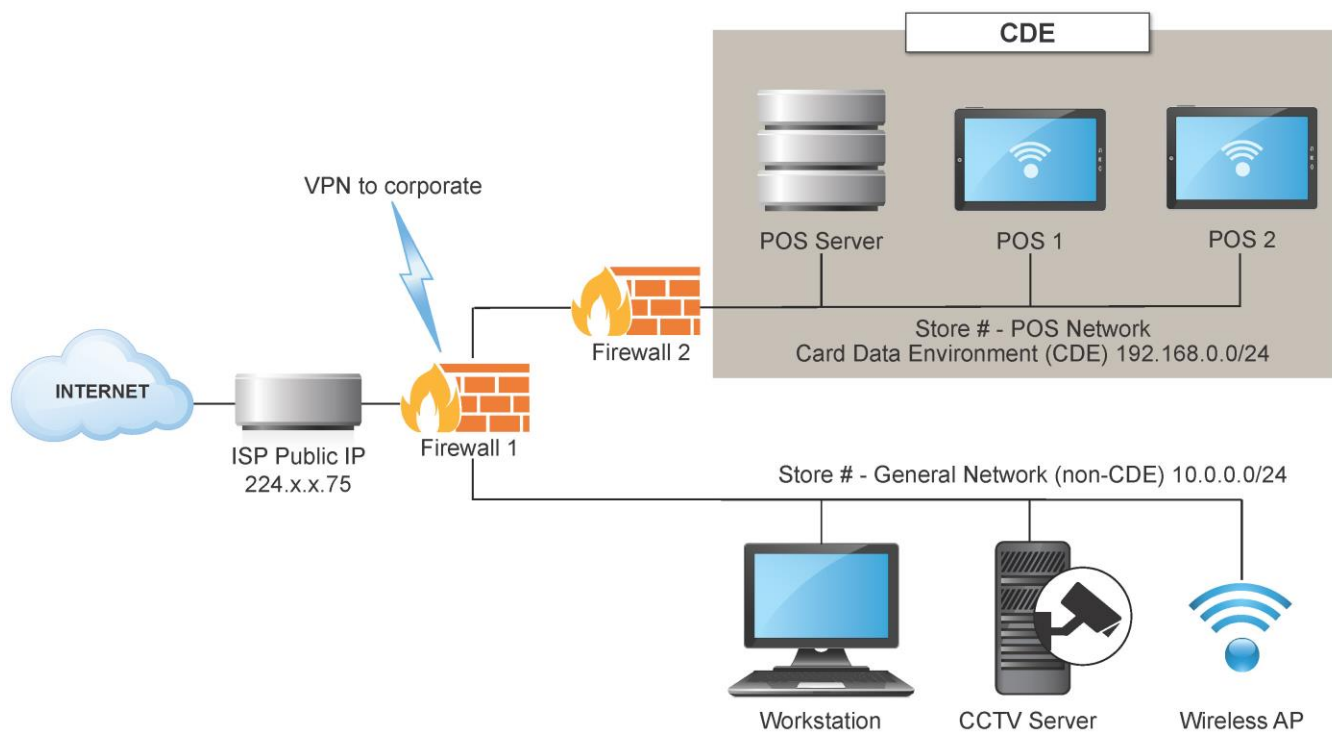 CDE
VPN to corporate
POS Server
POS 1
POS 2
Firewall 2
Store # - POS Network
Card Data Environment (CDE) 192.168.0.0/24
INTERNET
ISP Public IP
224.x.x.75
Firewall 1
Store # - General Network (non-CDE) 10.0.0.0/24
Workstation
CCTV Server
Wireless AP